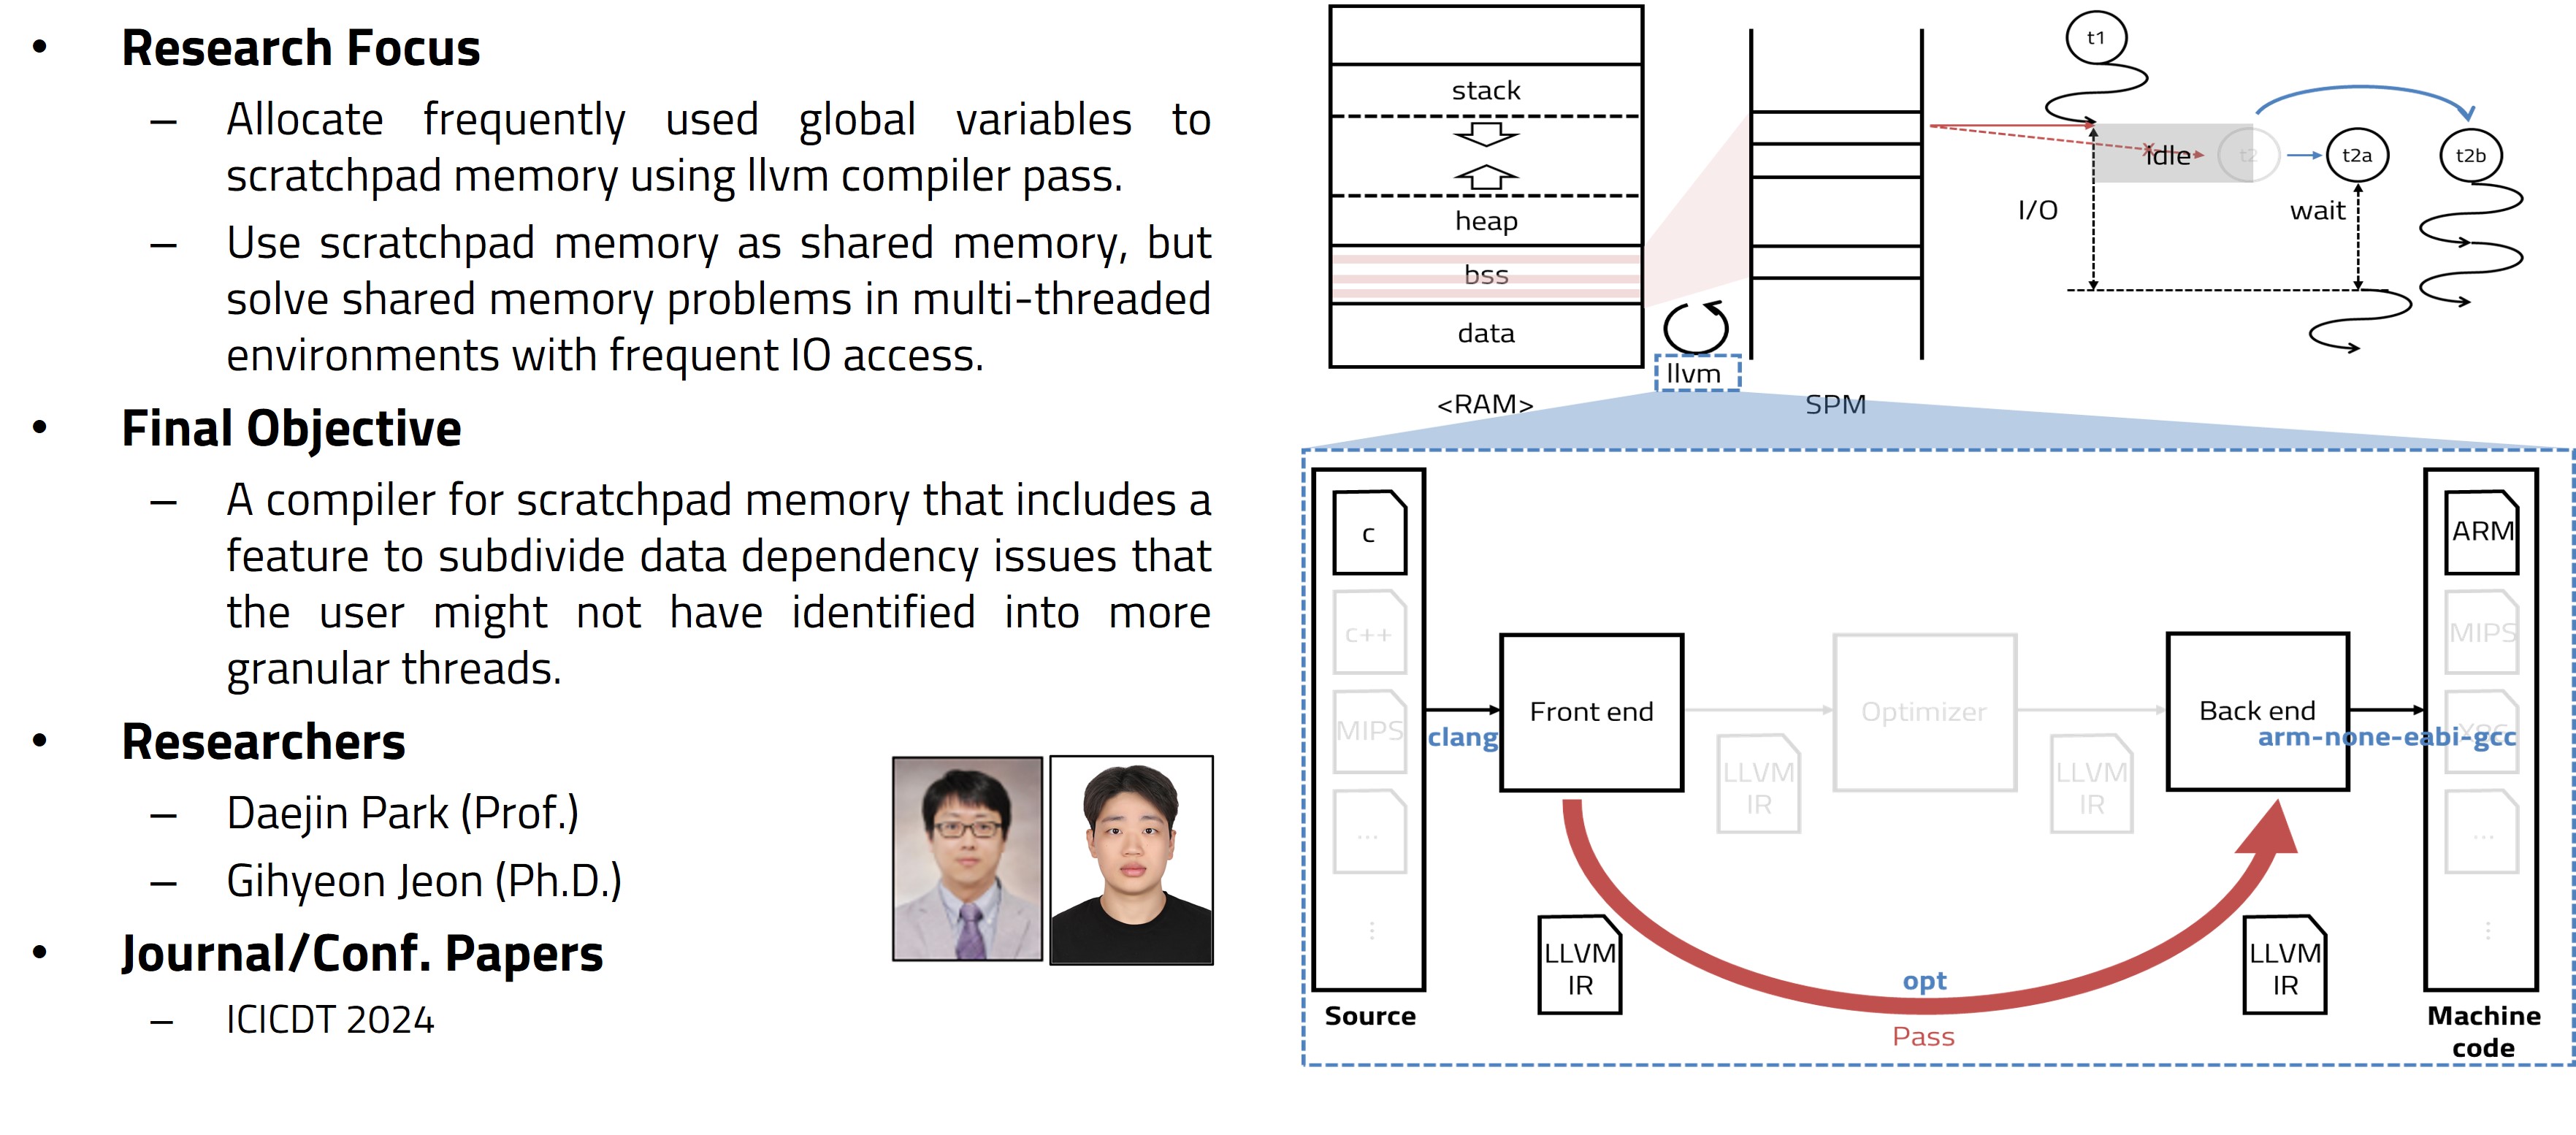 • Research Focus
– Allocate frequently used global variables to
scratchpad memory using llvm compiler pass.
– Use scratchpad memory as shared memory, but
solve shared memory problems in multi-threaded
environments with frequent IO access.
• Final Objective
– A compiler for scratchpad memory that includes a
feature to subdivide data dependency issues that
the user might not have identified into more
granular threads.
• Researchers
– Daejin Park (Prof.)
– Gihyeon Jeon (Ph.D.)
• Journal/Conf. Papers
– ICICDT 2024
stack
heap
bss
data
<RAM>
llvm
SPM
t1
Idle
t2
t2a
t2b
I/O
wait
c
c++
MIPS
...
⋮
Source
clang
Front end
LLVM
IR
Optimizer
LLVM
IR
Back end
arm-none-eabi-gcc
ARM
MIPS
X86
...
⋮
Machine
code
LLVM
IR
opt
Pass
LLVM
IR